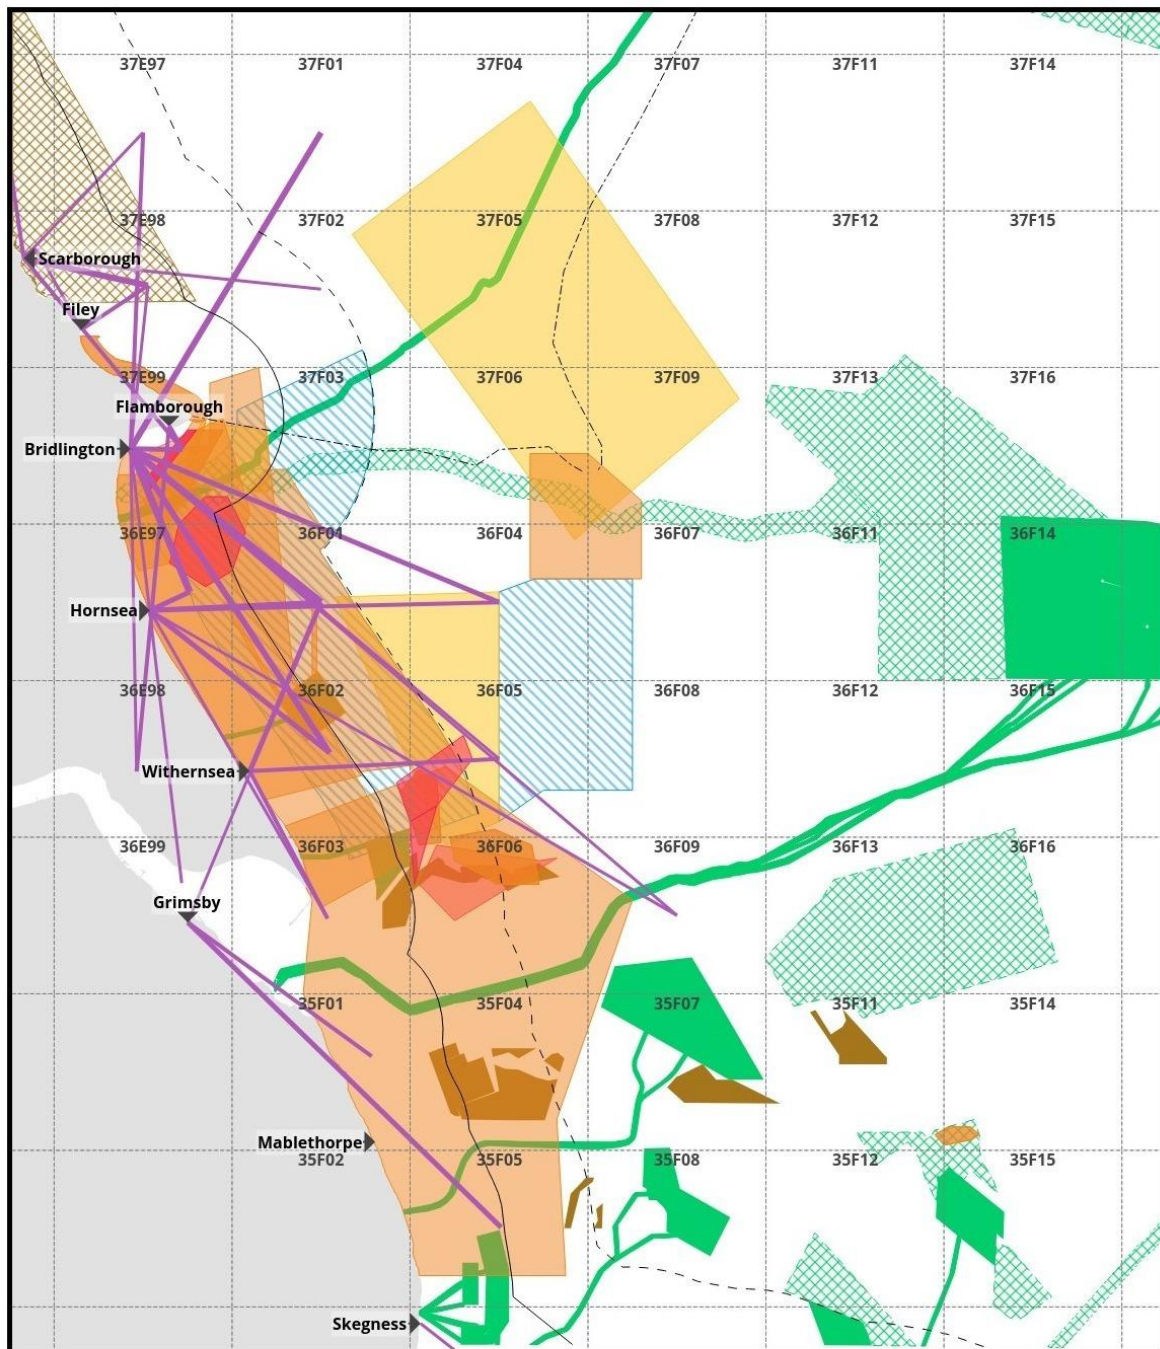 37E97 37F01 37F04 37F07 37F11 37F14
37E98 37F02 37F05 37F08 37F12 37F15
Scarborough
Filey
37E99 37F03 37F06 37F09 37F13 37F16
Flamborough
Bridlington
36E97 36F01 36F04 36F07 36F11 36F14
Hornsea
36E98 36F02 36F05 36F08 36F12 36F15
Withernsea
36E99 36F03 36F06 36F09 36F13 36F16
Grimsby
35F01 35F04 35F07 35F11 35F14
Mablethorpe
35F02 35F05 35F08 35F12 35F15
Skegness